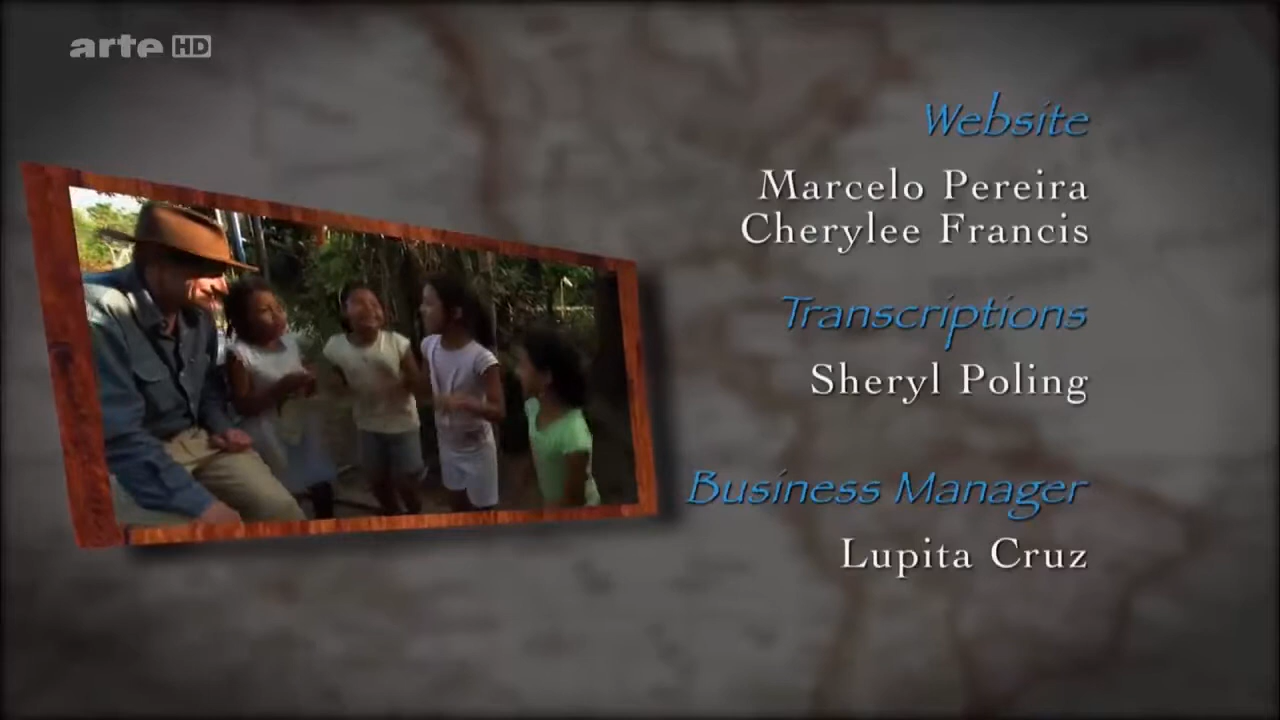 arte HD
Website
Marcelo Pereira
Cherylee Francis
Transcriptions
Sheryl Poling
Business Manager
Lupita Cruz